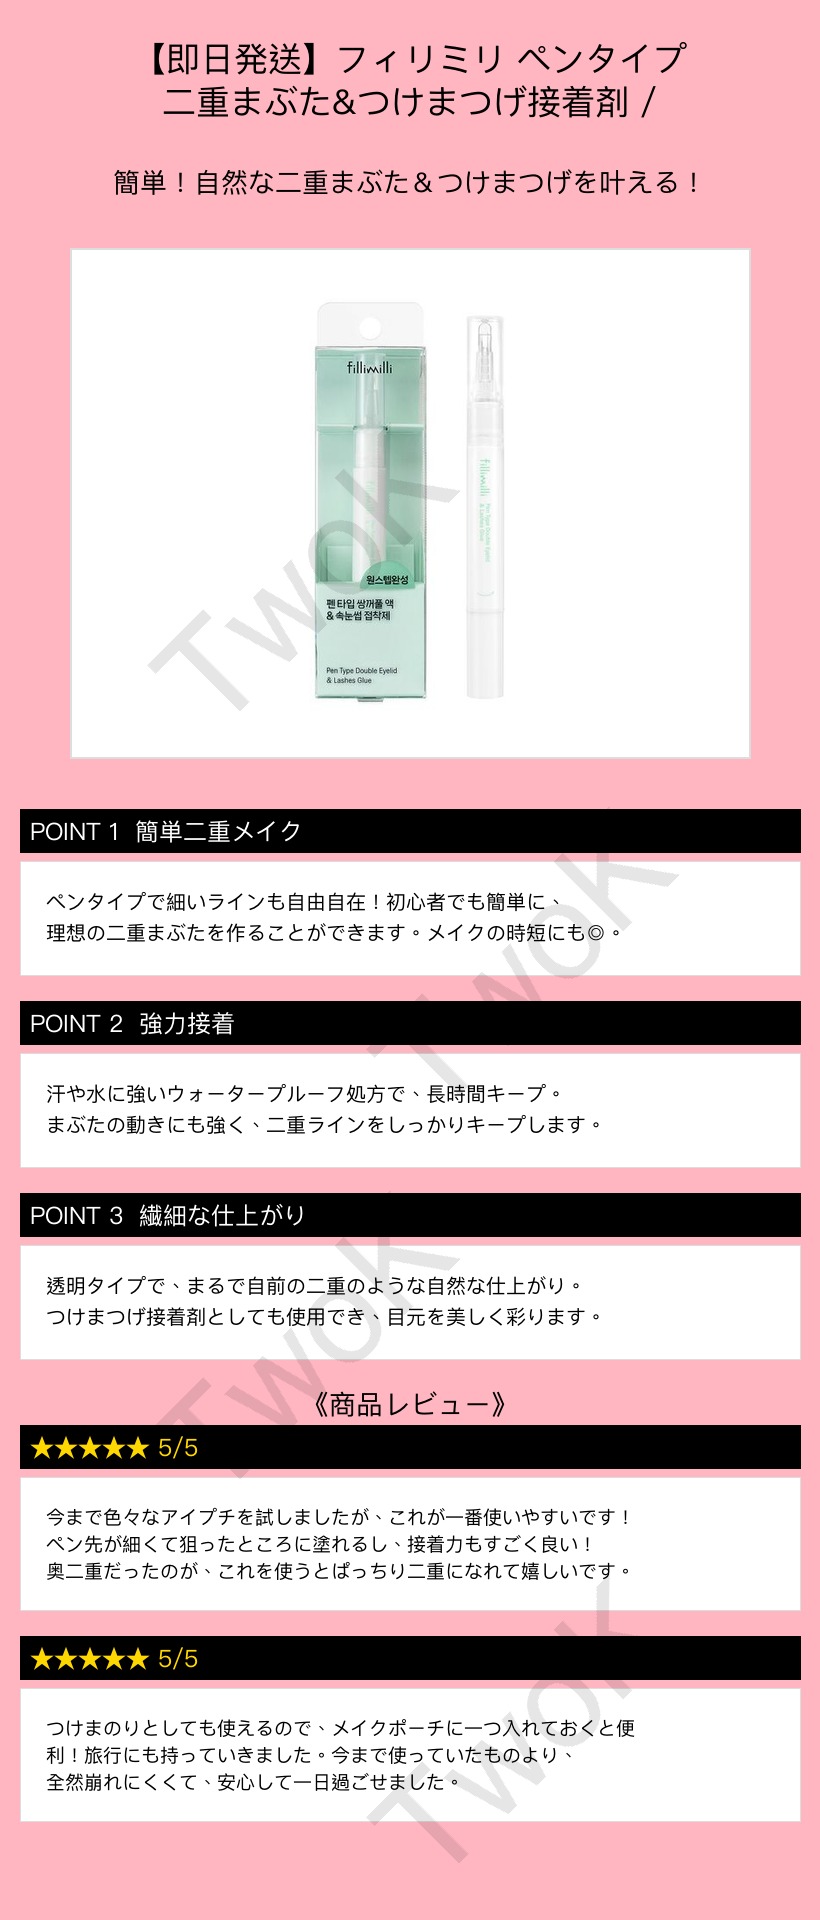 【即日発送】フィリミリ ペンタイプ
二重まぶた&つけまつげ接着剤 /
簡単！自然な二重まぶた＆つけまつげを叶える！
fillimilli
원스텝완성
펜 타입 쌍꺼풀 액
& 속눈썹 접착제
Pen Type Double Eyelid
& Lashes Glue
fillimilli
Pen Type Double Eyelid
& Lashes Glue
TwoK
POINT 1 簡単二重メイク
ペンタイプで細いラインも自由自在！初心者でも簡単に、
理想の二重まぶたを作ることができます。メイクの時短にも◎。
TwoK
POINT 2 強力接着
汗や水に強いウォータープルーフ処方で、長時間キープ。
まぶたの動きにも強く、二重ラインをしっかりキープします。
POINT 3 繊細な仕上がり
透明タイプで、まるで自前の二重のような自然な仕上がり。
つけまつげ接着剤としても使用でき、目元を美しく彩ります。
TwoK
《商品レビュー》
★★★★★ 5/5
今まで色々なアイプチを試しましたが、これが一番使いやすいです！
ペン先が細くて狙ったところに塗れるし、接着力もすごく良い！
奥二重だったのが、これを使うとぱっちり二重になれて嬉しいです。
★★★★★ 5/5
つけまのりとしても使えるので、メイクポーチに一つ入れておくと便
利！旅行にも持っていきました。今まで使っていたものより、
全然崩れにくくて、安心して一日過ごせました。
TwoK